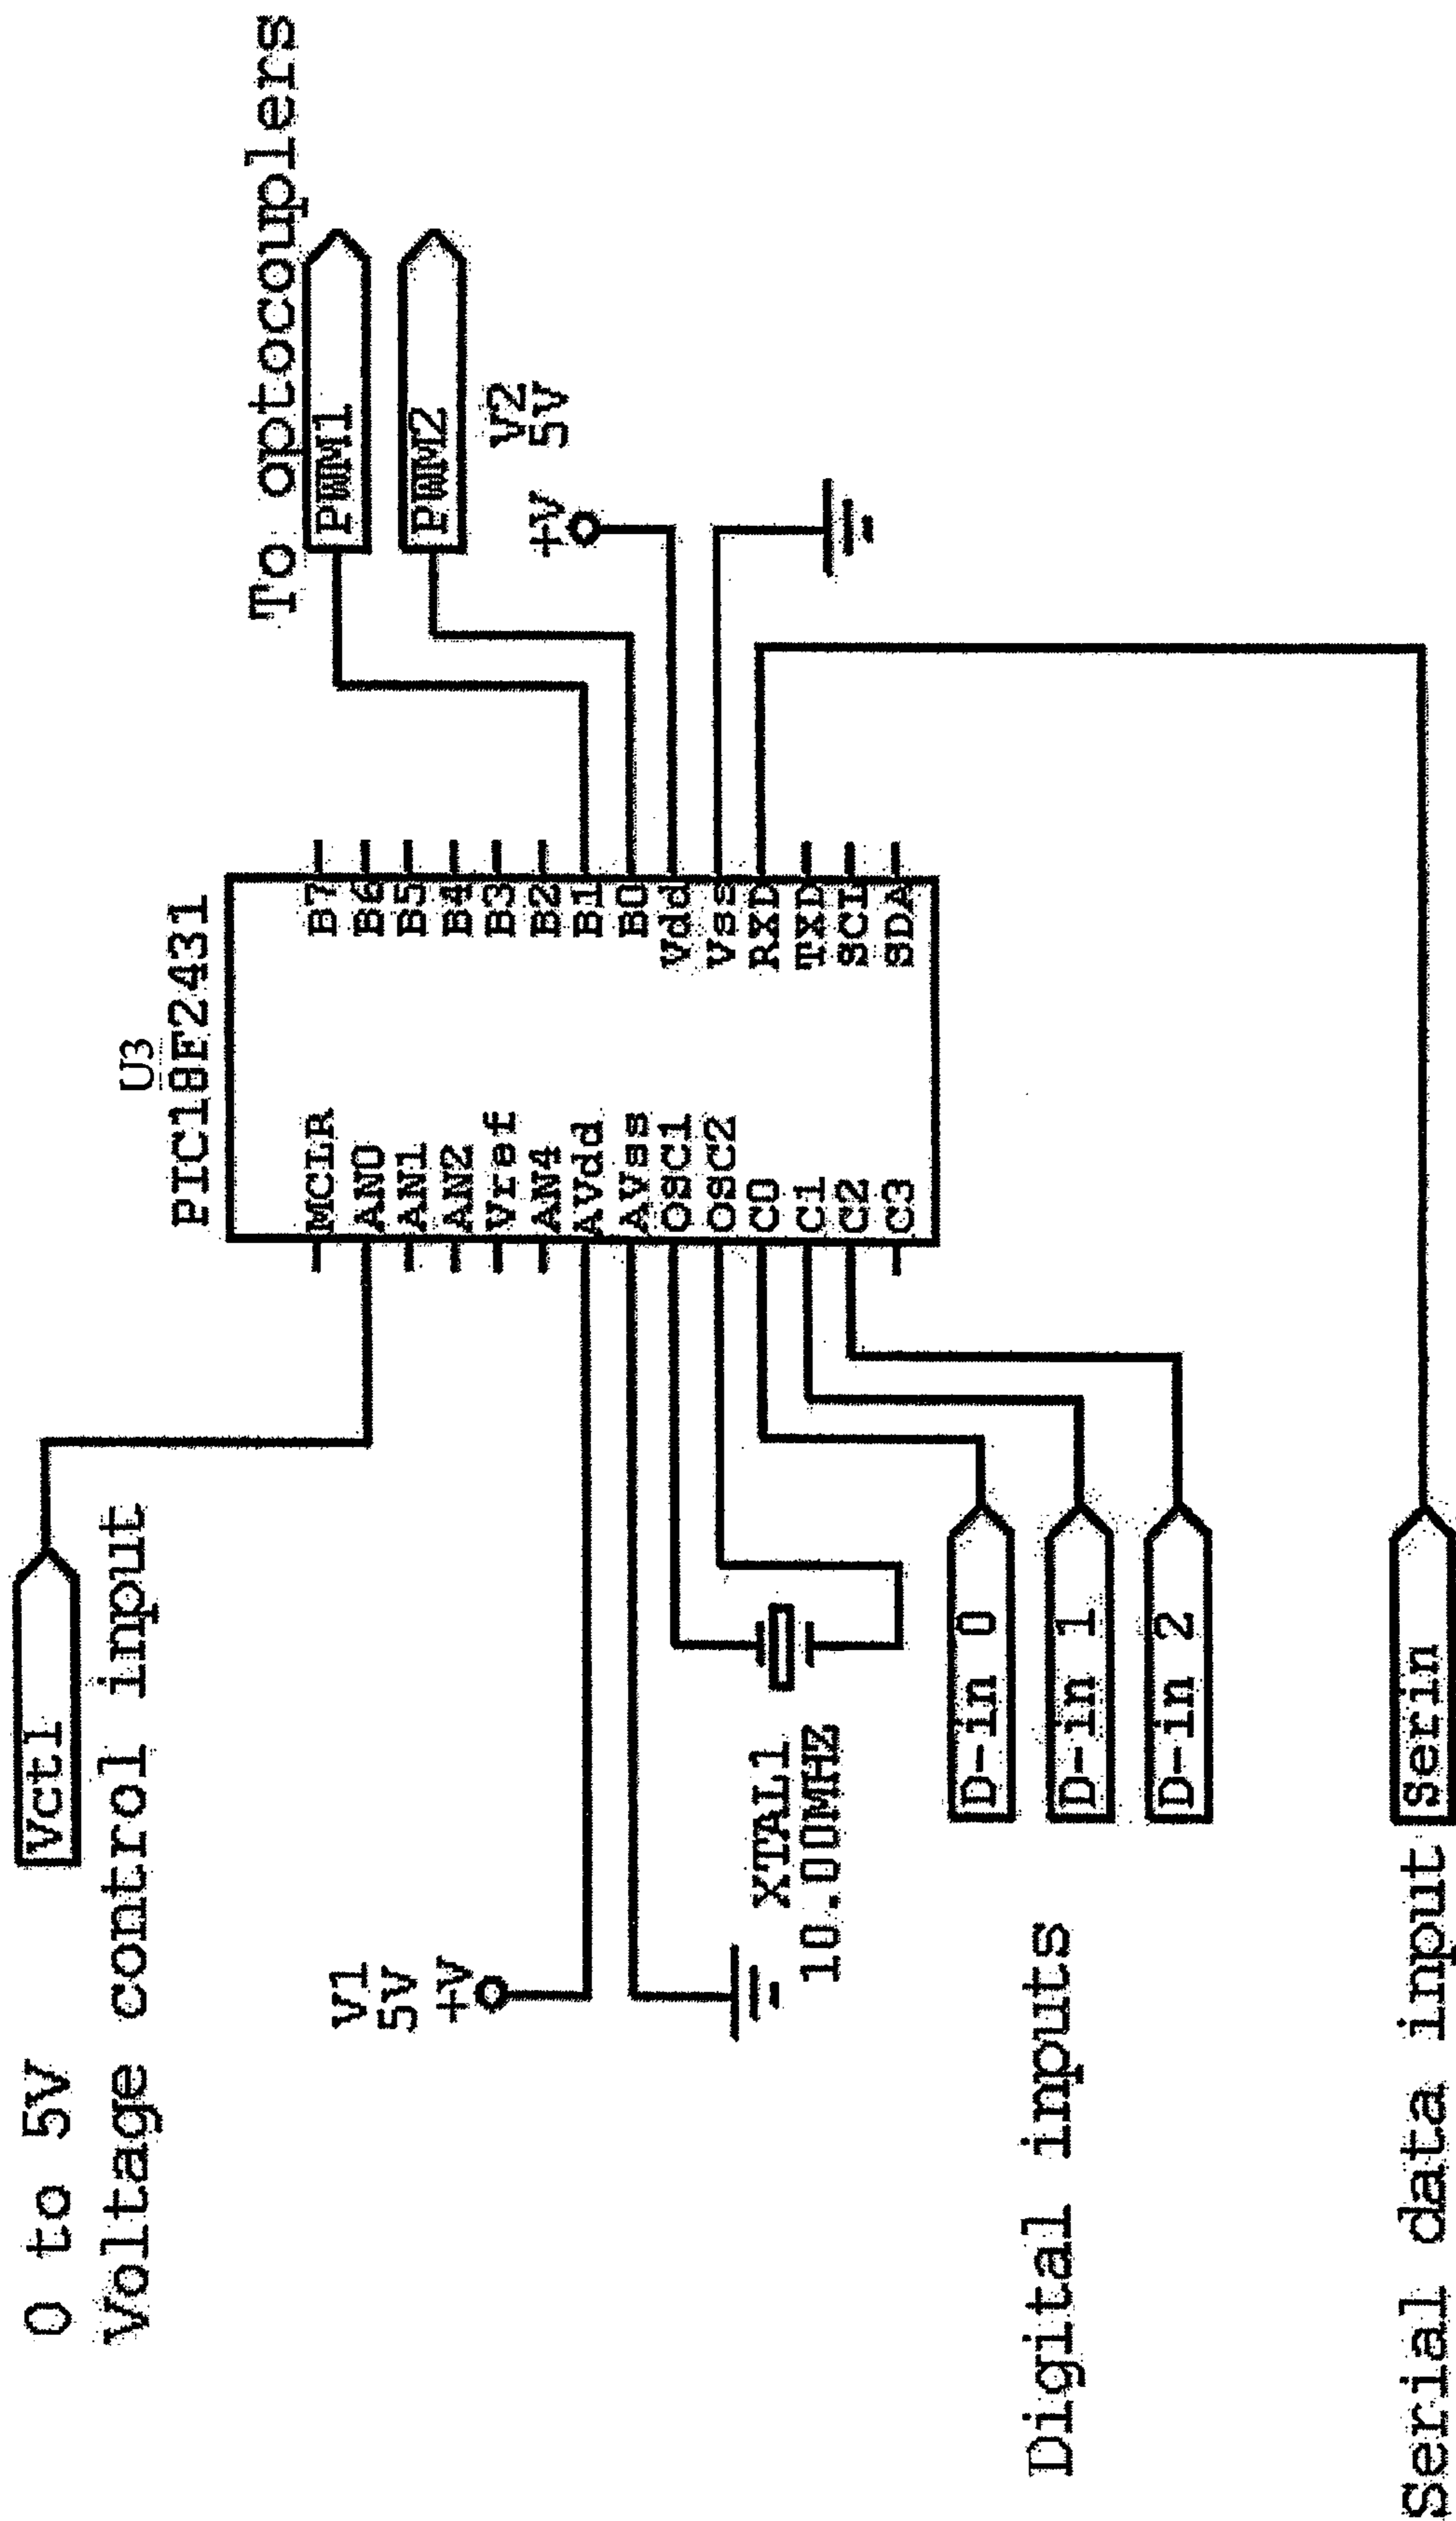 0 to 5V
Vctl
Voltage control input
U3
PIC18F2431
To optocouplers
PWM1
PWM2
V1
5V
+V
V2
5V
+V
MCLR
AN0
AN1
AN2
Vref
AN4
AVdd
AVss
OSC1
OSC2
C0
C1
C2
C3
B7
B6
B5
B4
B3
B2
B1
B0
Vdd
Vss
RXD
TXD
SCL
SDA
XTAL1
10.00MHZ
Digital inputs
D-in 0
D-in 1
D-in 2
Serial data input
Serin